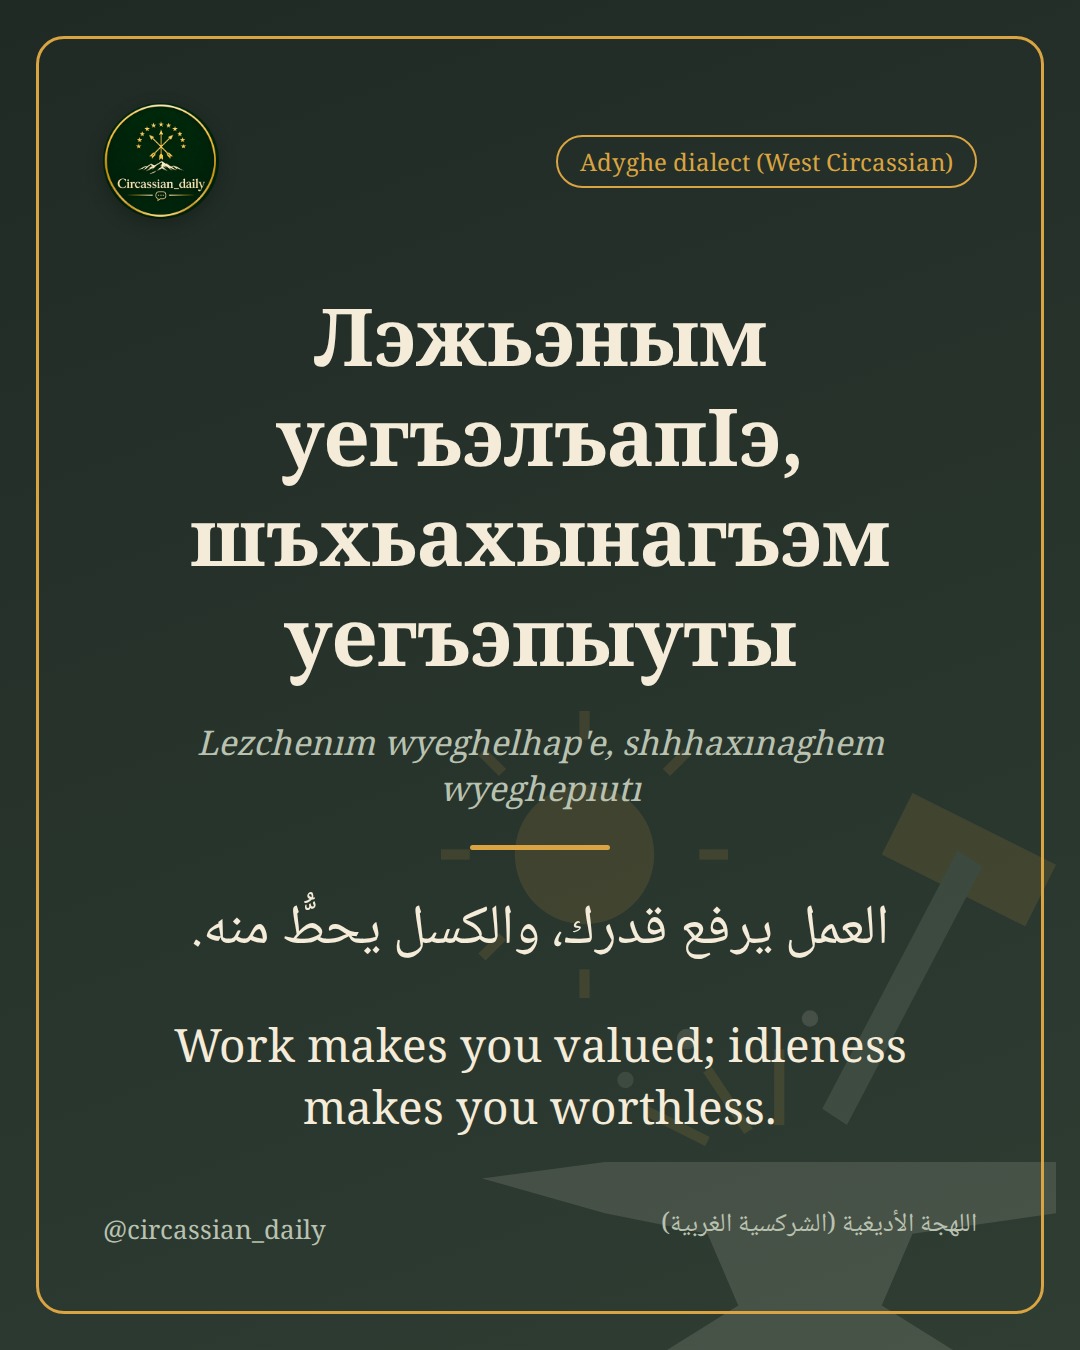 Circassian_daily
Adyghe dialect (West Circassian)
Лэжьэным
уегъэлъапӀэ,
шъхьахынагъэм
уегъэпыуты
Lezchenım wyeghelhap'e, shhhaxınaghem
wyeghepıutı
العمل يرفع قدرك، والكسل يحطُّ منه.
Work makes you valued; idleness
makes you worthless.
@circassian_daily
اللهجة الأديغية (الشركسية الغربية)